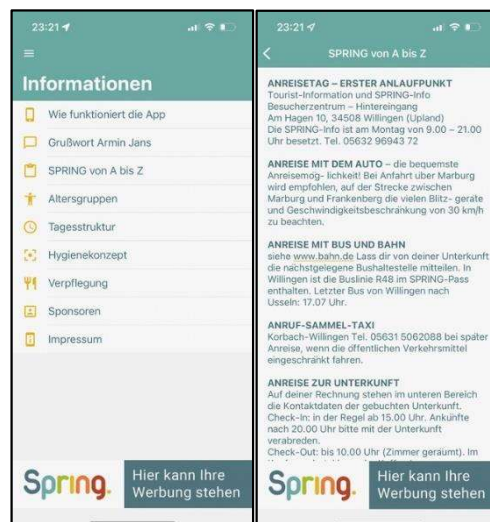 23:21
Informationen
Wie funktioniert die App
Grußwort Armin Jans
SPRING von A bis Z
Altersgruppen
Tagesstruktur
Hygienekonzept
Verpflegung
Sponsoren
Impressum
Spring.
Hier kann Ihre
Werbung stehen
23:21
SPRING von A bis Z
ANREISETAG – ERSTER ANLAUFPUNKT
Tourist-Information und SPRING-Info
Besucherzentrum – Hintereingang
Am Hagen 10, 34508 Willingen (Upland)
Die SPRING-Info ist am Montag von 9.00 – 21.00
Uhr besetzt. Tel. 05632 96943 72
ANREISE MIT DEM AUTO – die bequemste
Anreisemög- lichkeit! Bei Anfahrt über Marburg
wird empfohlen, auf der Strecke zwischen
Marburg und Frankenberg die vielen Blitz- geräte
und Geschwindigkeitsbeschränkung von 30 km/h
zu beachten.
ANREISE MIT BUS UND BAHN
siehe www.bahn.de Lass dir von deiner Unterkunft
die nächstgelegene Bushaltestelle mitteilen. In
Willingen ist die Buslinie R48 im SPRING-Pass
enthalten. Letzter Bus von Willingen nach
Usseln: 17.07 Uhr.
ANRUF-SAMMEL-TAXI
Korbach-Willingen Tel. 05631 5062088 bei später
Anreise, wenn die öffentlichen Verkehrsmittel
eingeschränkt fahren.
ANREISE ZUR UNTERKUNFT
Auf deiner Rechnung stehen im unteren Bereich
die Kontaktdaten der gebuchten Unterkunft.
Check-In: in der Regel ab 15.00 Uhr. Ankünfte
nach 20.00 Uhr bitte mit der Unterkunft
verabreden.
Check-Out: bis 10.00 Uhr (Zimmer geräumt). Im
Spring.
Hier kann Ihre
Werbung stehen